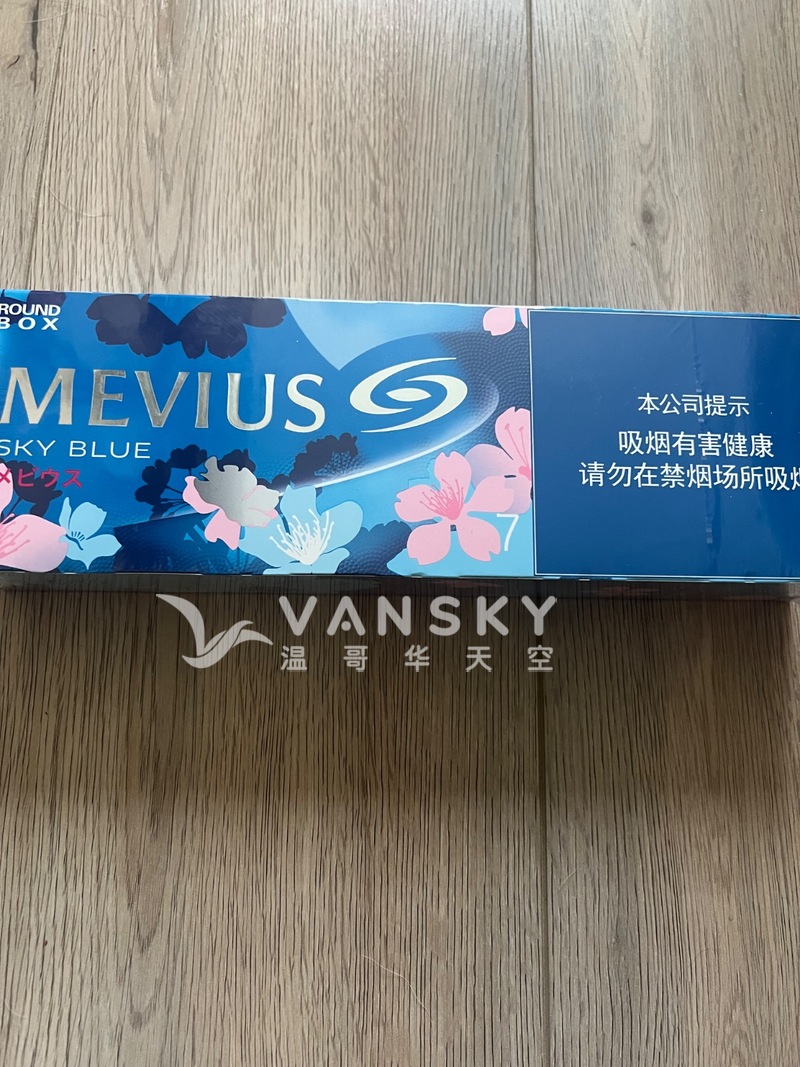 ROUND
BOX
MEVIUS
SKY BLUE
メビウス
7
本公司提示
吸烟有害健康
请勿在禁烟场所吸烟
VANSKY
温哥华天空